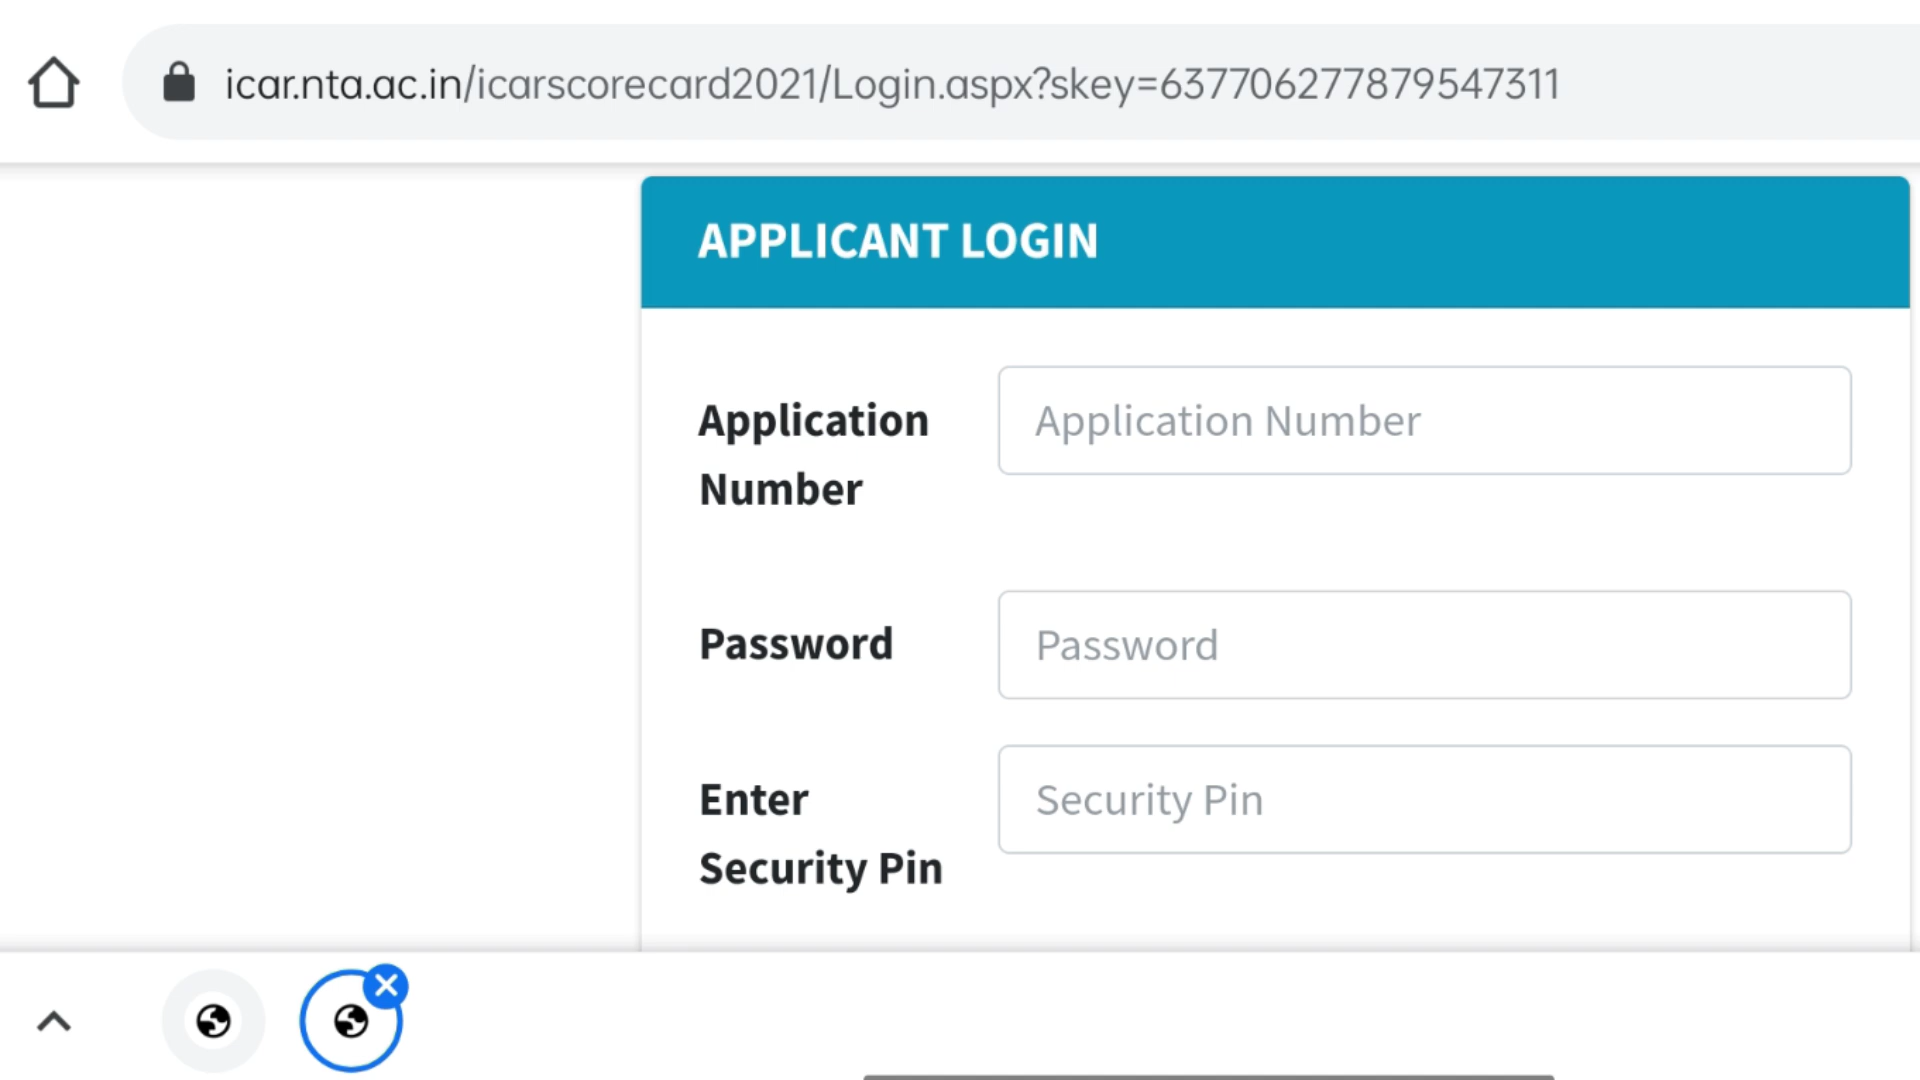 icar.nta.ac.in/icarscorecard2021/Login.aspx?skey=637706277879547311
APPLICANT LOGIN
Application
Number
Application Number
Password
Password
Enter
Security Pin
Security Pin